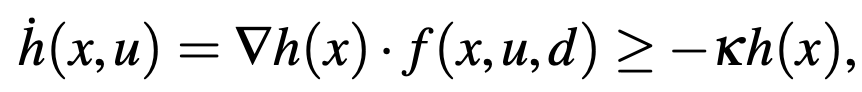 ḣ(x,u) = ∇h(x) · f(x,u,d) ≥ −κh(x),